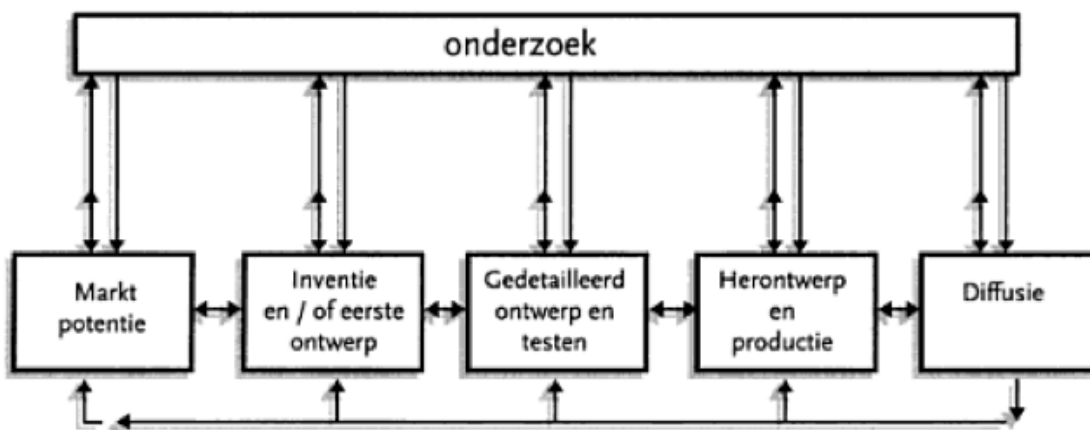 onderzoek
Markt
potentie
Inventie
en / of eerste
ontwerp
Gedetailleerd
ontwerp en
testen
Herontwerp
en
productie
Diffusie